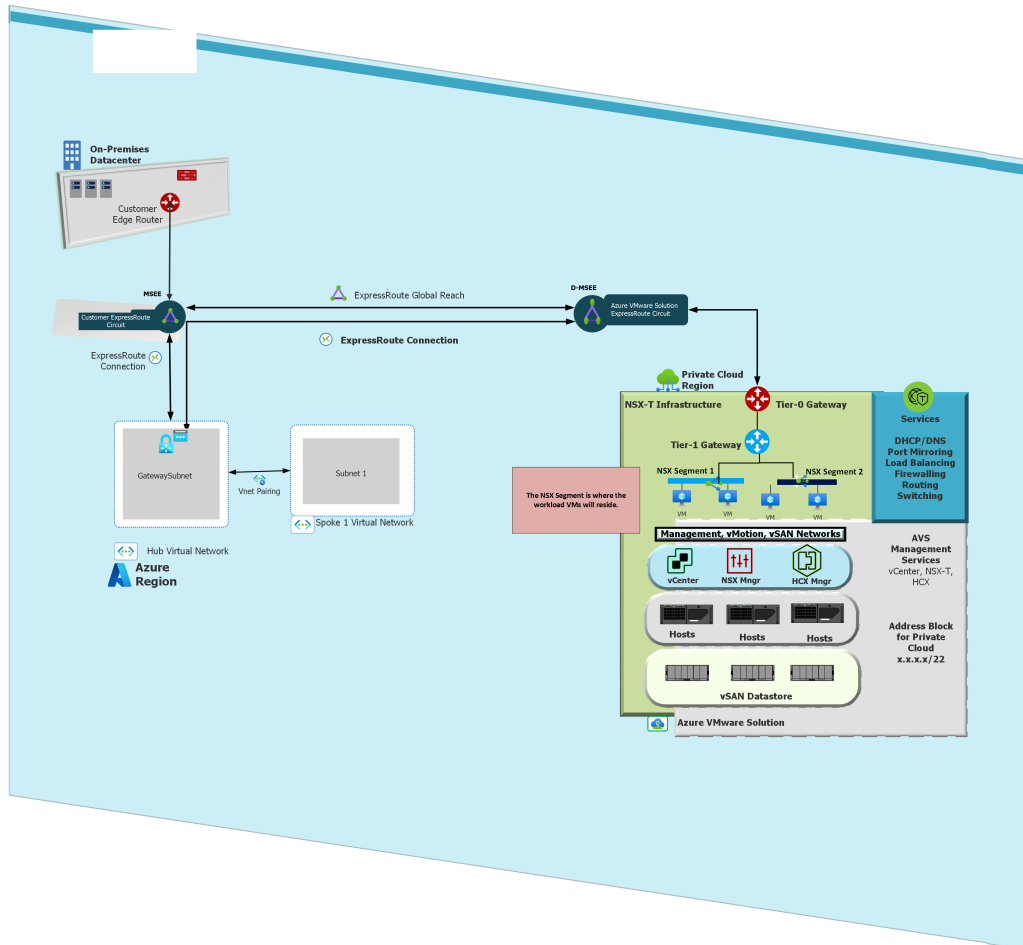 On-Premises
Datacenter
Customer
Edge Router
MSEE
Customer ExpressRoute
Circuit
ExpressRoute Global Reach
D-MSEE
Azure VMware Solution
ExpressRoute Circuit
ExpressRoute Connection
ExpressRoute
Connection
GatewaySubnet
Vnet Pairing
Subnet 1
Spoke 1 Virtual Network
Hub Virtual Network
Azure
Region
Private Cloud
Region
NSX-T Infrastructure
Tier-0 Gateway
Tier-1 Gateway
NSX Segment 1
NSX Segment 2
VM
VM
VM
VM
The NSX Segment is where the
workload VMs will reside.
Services
DHCP/DNS
Port Mirroring
Load Balancing
Firewalling
Routing
Switching
Management, vMotion, vSAN Networks
vCenter
NSX Mngr
HCX Mngr
Hosts
Hosts
Hosts
vSAN Datastore
AVS
Management
Services
vCenter, NSX-T,
HCX
Address Block
for Private
Cloud
x.x.x.x/22
Azure VMware Solution